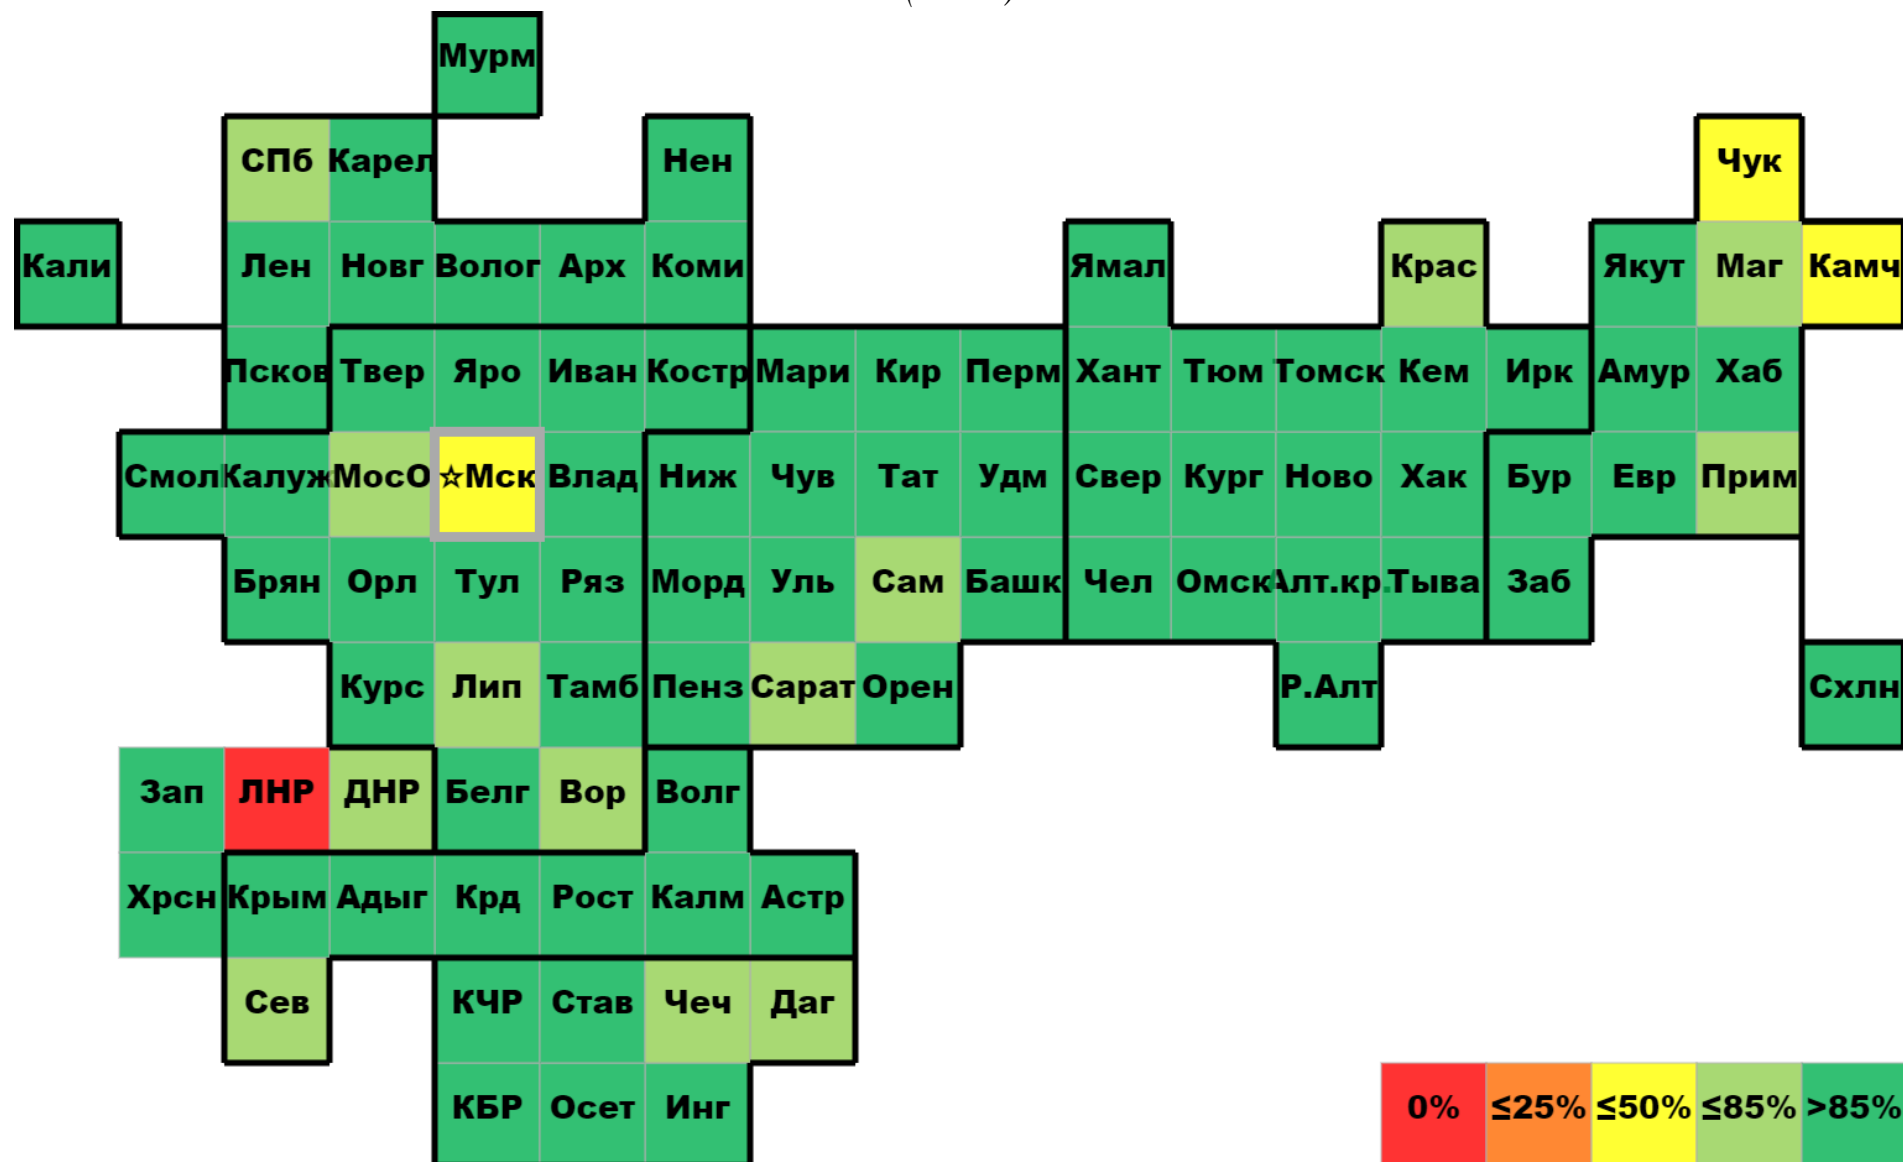 Мурм
СПб Карел Нен Чук
Кали Лен Новг Волог Арх Коми Ямал Крас Якут Маг Камч
Псков Твер Яро Иван Костр Мари Кир Перм Хант Тюм Томск Кем Ирк Амур Хаб
Смол Калуж МосО ☆Мск Влад Ниж Чув Тат Удм Свер Кург Ново Хак Бур Евр Прим
Брян Орл Тул Ряз Морд Уль Сам Башк Чел Омск Алт.кр. Тыва Заб
Курс Лип Тамб Пенз Сарат Орен Р.Алт Схлн
Зап ЛНР ДНР Белг Вор Волг
Хрсн Крым Адыг Крд Рост Калм Астр
Сев КЧР Став Чеч Даг
КБР Осет Инг 0% ≤25% ≤50% ≤85% >85%